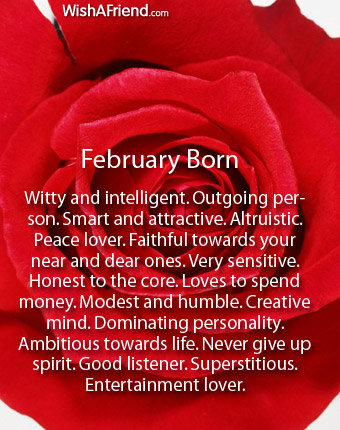 WishAFriend.com
February Born
Witty and intelligent. Outgoing per-
son. Smart and attractive. Altruistic.
Peace lover. Faithful towards your
near and dear ones. Very sensitive.
Honest to the core. Loves to spend
money. Modest and humble. Creative
mind. Dominating personality.
Ambitious towards life. Never give up
spirit. Good listener. Superstitious.
Entertainment lover.